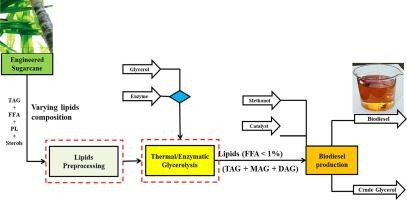 Engineered
Sugarcane
TAG
+
FFA
+
PL
+
Sterols
Varying lipids
composition
Lipids
Preprocessing
Glycerol
Enzyme
Thermal/Enzymatic
Glycerolysis
Lipids (FFA < 1%)
(TAG + MAG + DAG)
Methanol
Catalyst
Biodiesel
production
Biodiesel
Crude Glycerol